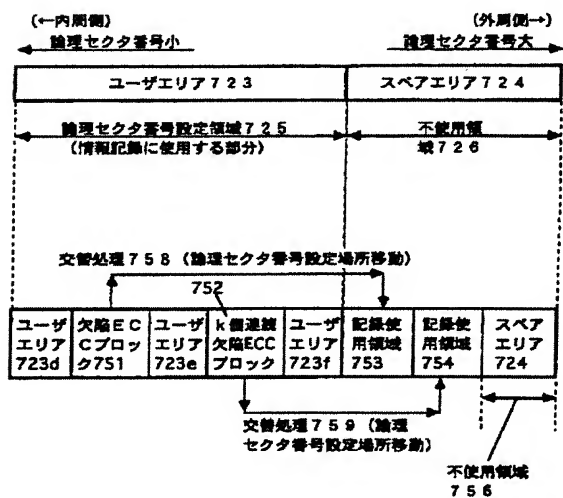 (←内周側)
(外周側→)
論理セクタ番号小
論理セクタ番号大
ユーザエリア723
スペアエリア724
論理セクタ番号設定領域725
(情報記録に使用する部分)
不使用領
域726
交替処理758(論理セクタ番号設定場所移動)
752
ユーザ
エリア
723d
欠陥EC
Cブロッ
ク751
ユーザ
エリア
723e
k個連続
欠陥ECC
ブロック
ユーザ
エリア
723f
記録使
用領域
753
記録使
用領域
754
スペア
エリア
724
交替処理759(論理
セクタ番号設定場所移動)
不使用領域
756